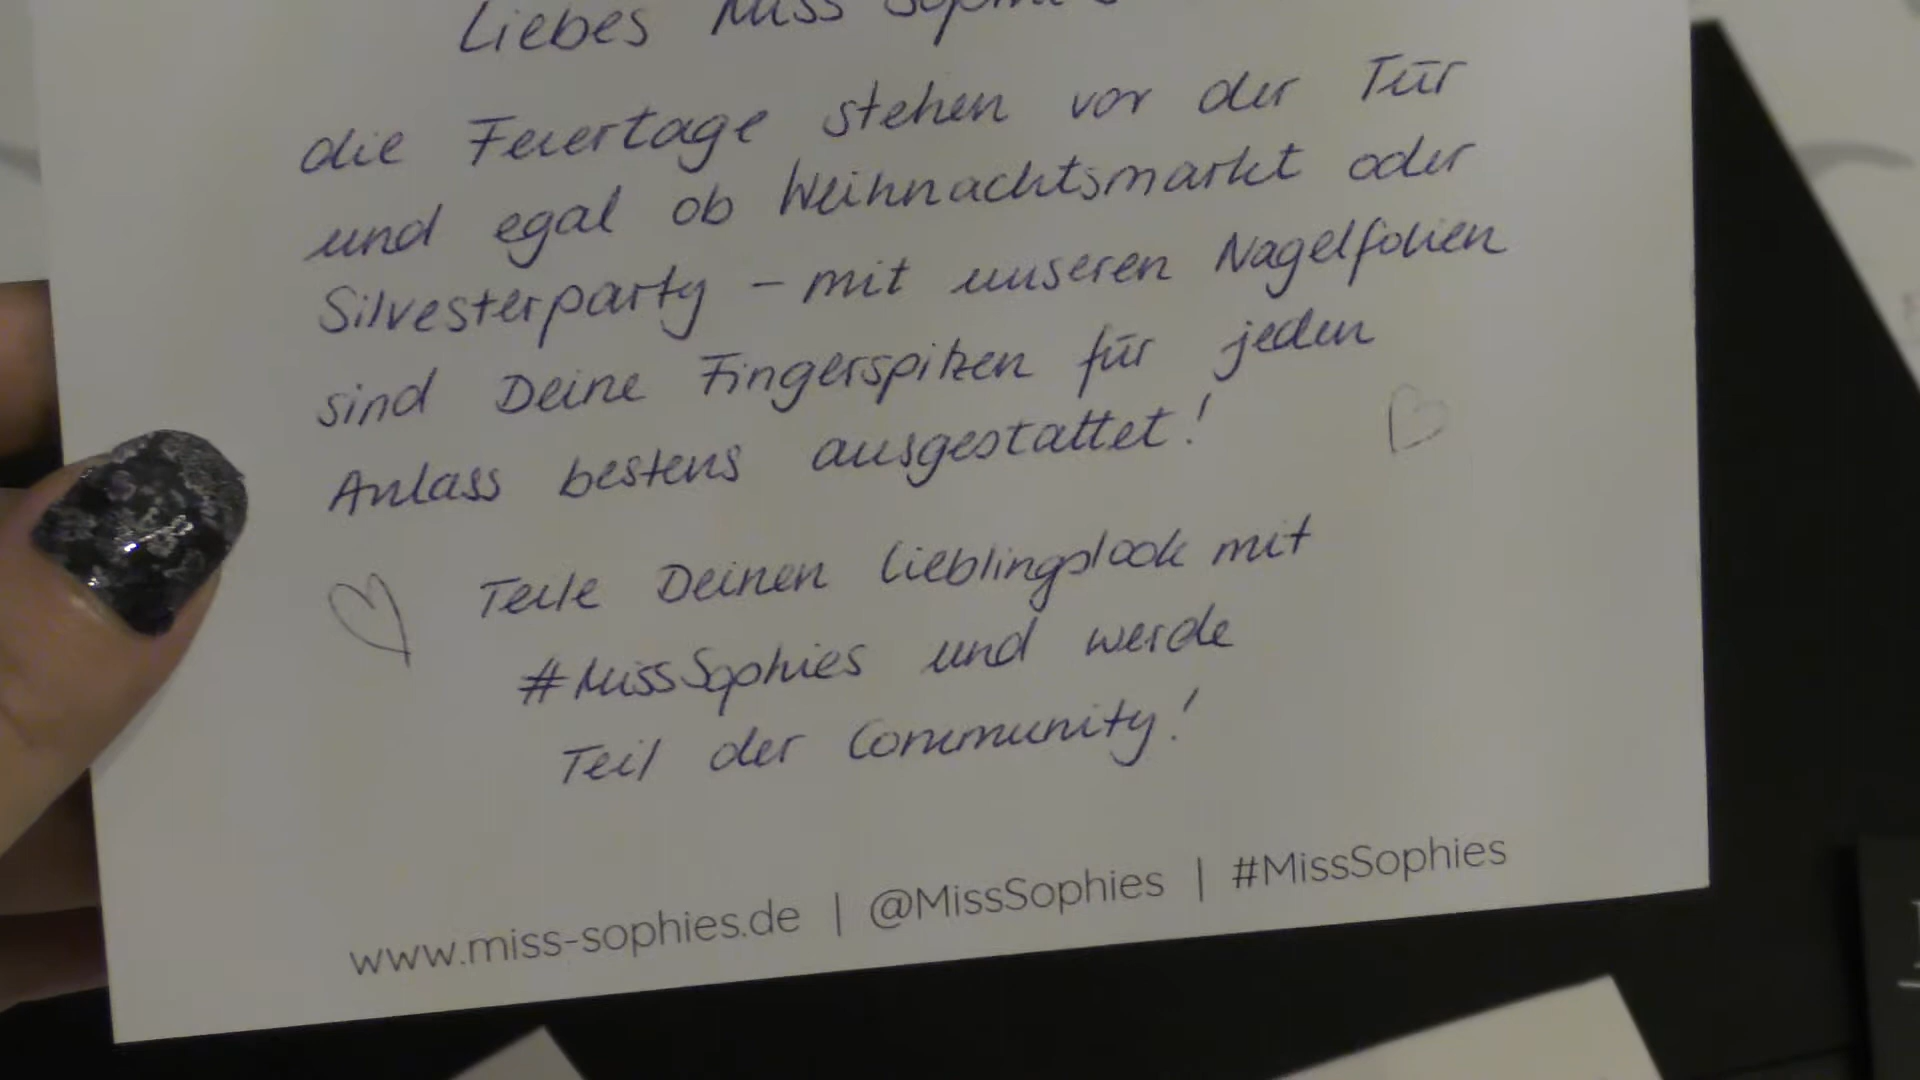 Liebes Miss Sophie
die Feiertage stehen vor der Tür
und egal ob Weihnachtsmarkt oder
Silvesterparty – mit unseren Nagelfolien
sind Deine Fingerspitzen für jeden
Anlass bestens ausgestattet!
Teile Deinen Lieblingslook mit
#MissSophies und werde
Teil der Community!
www.miss-sophies.de | @MissSophies | #MissSophies